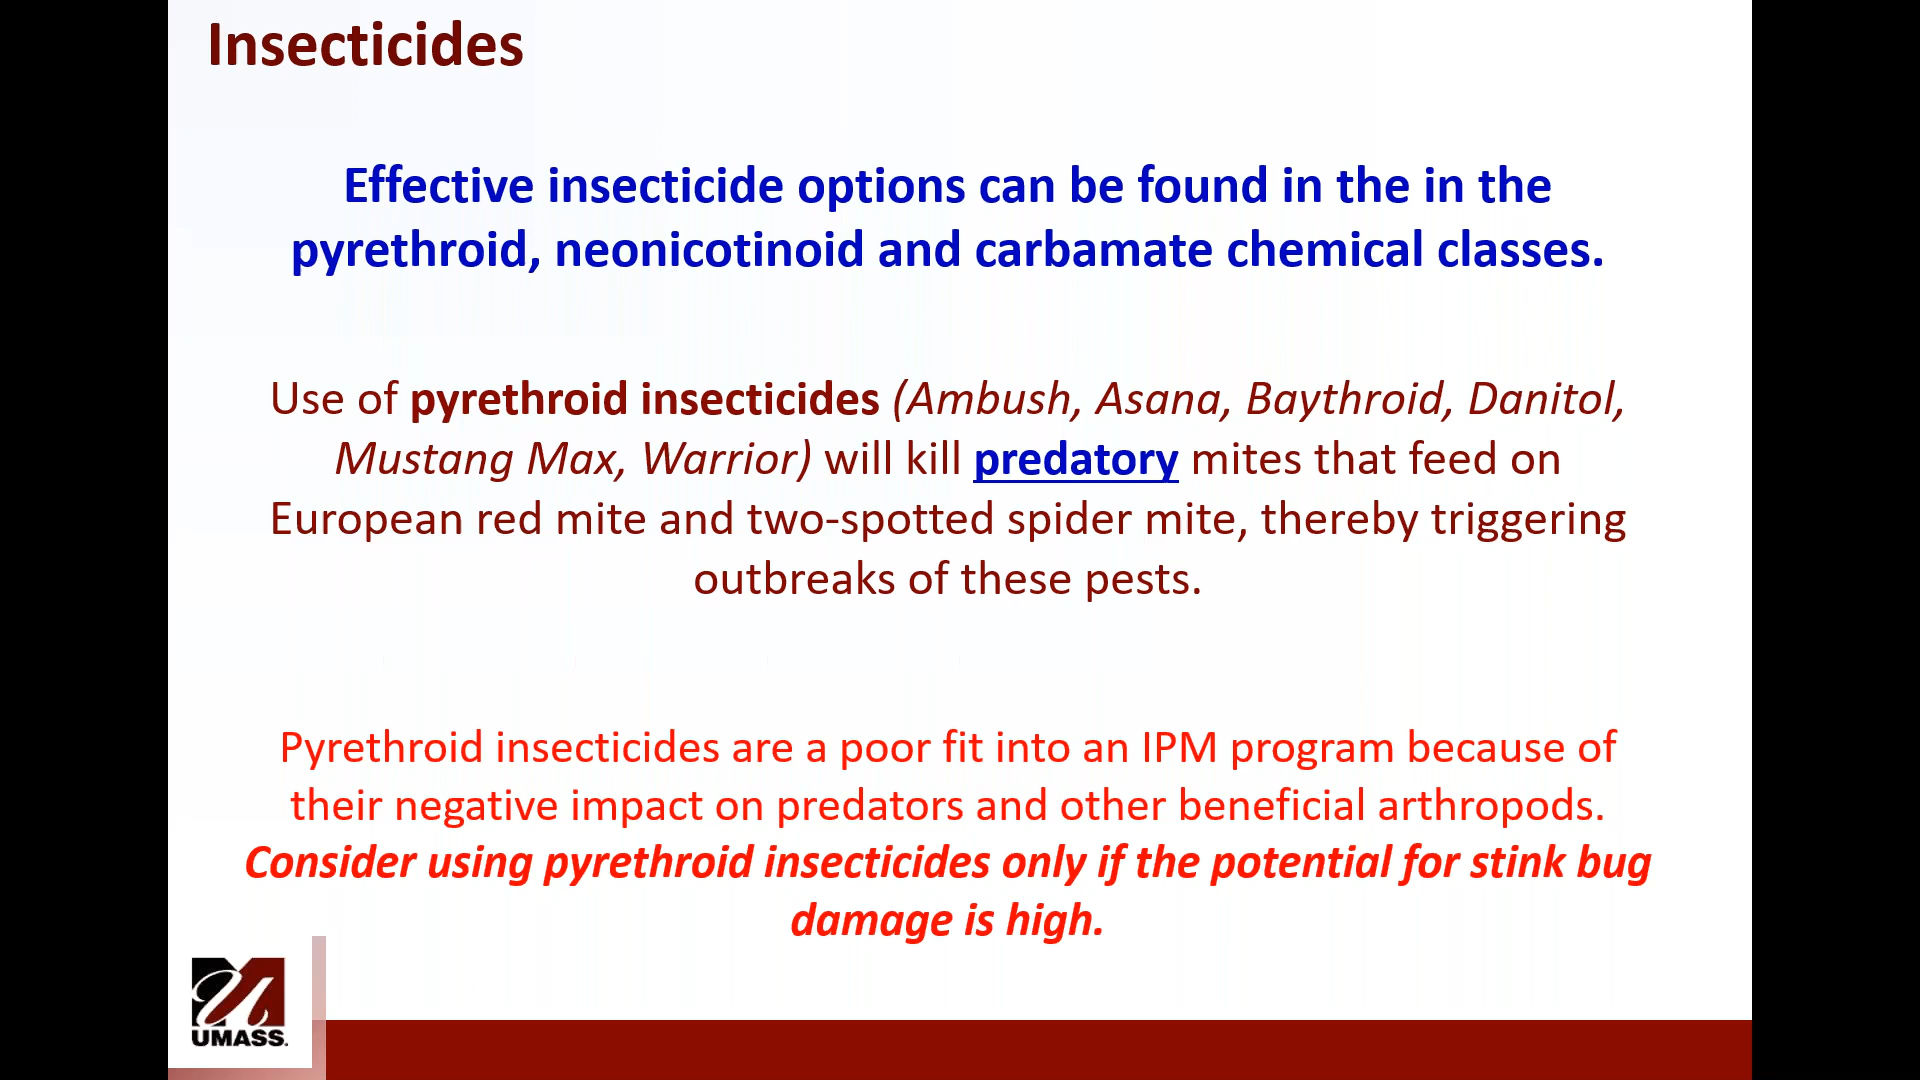 Insecticides
Effective insecticide options can be found in the in the
pyrethroid, neonicotinoid and carbamate chemical classes.
Use of pyrethroid insecticides (Ambush, Asana, Baythroid, Danitol,
Mustang Max, Warrior) will kill predatory mites that feed on
European red mite and two-spotted spider mite, thereby triggering
outbreaks of these pests.
Pyrethroid insecticides are a poor fit into an IPM program because of
their negative impact on predators and other beneficial arthropods.
Consider using pyrethroid insecticides only if the potential for stink bug
damage is high.
UMASS.